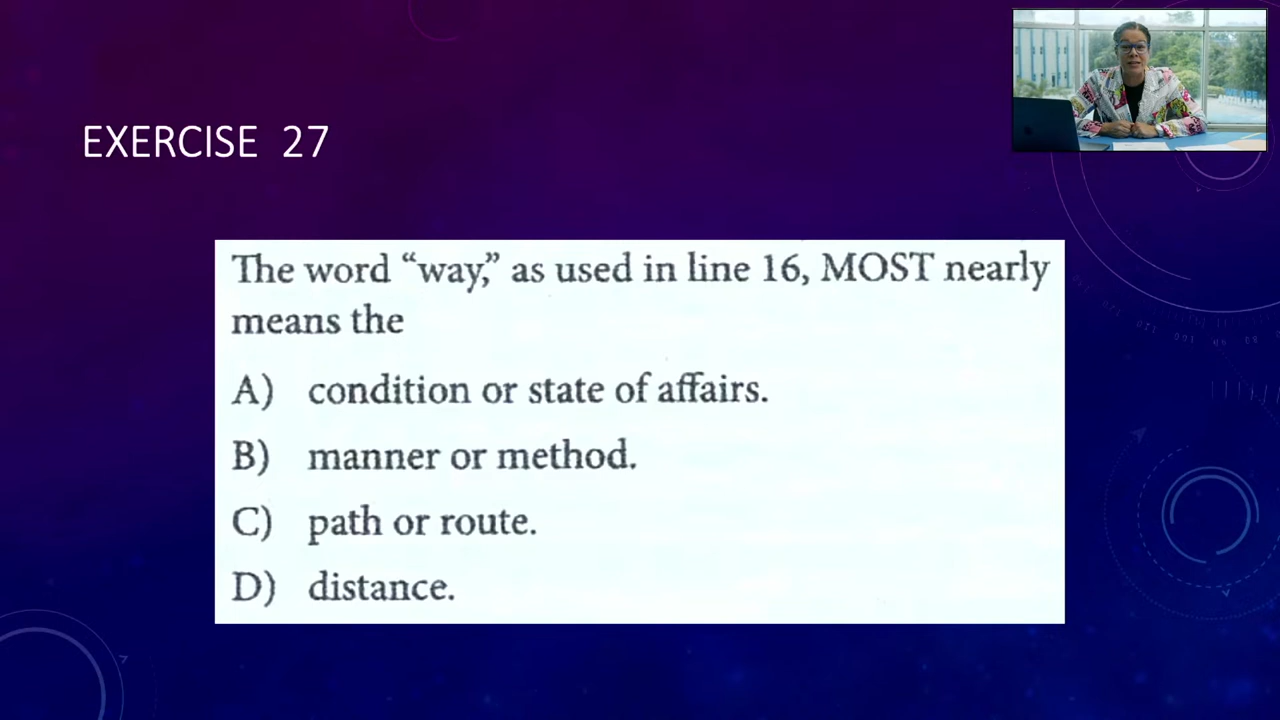 EXERCISE 27
The word “way,” as used in line 16, MOST nearly
means the
A) condition or state of affairs.
B) manner or method.
C) path or route.
D) distance.